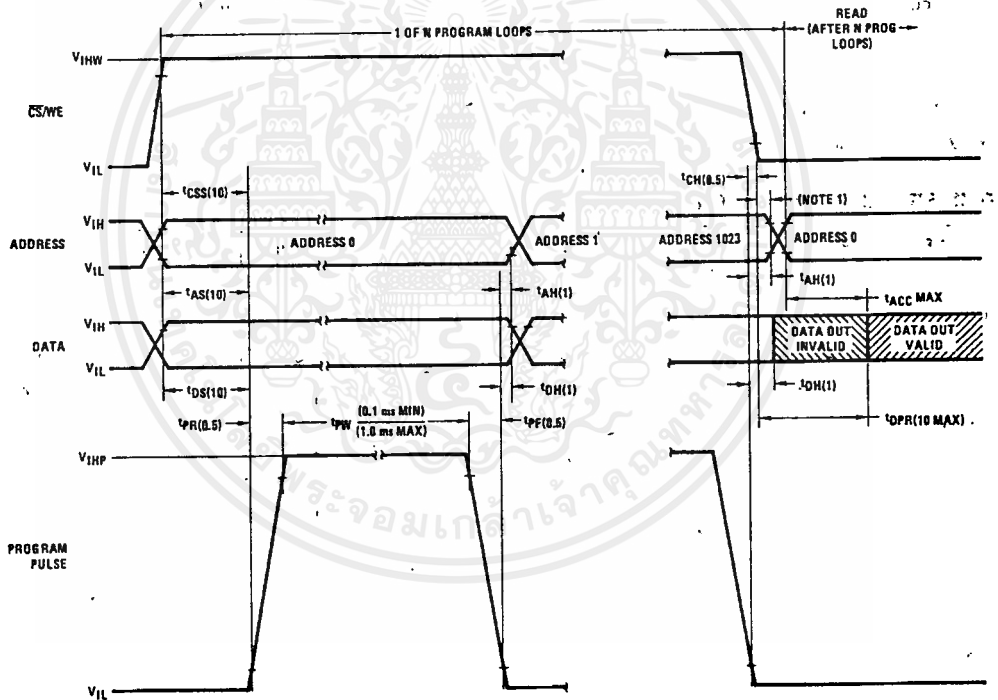 1 OF N PROGRAM LOOPS
READ
(AFTER N PROG
LOOPS)
VIHW
CS/WE
VIL
tCSS(10)
tCH(0.5)
(NOTE 1)
VIH
ADDRESS
ADDRESS 0
ADDRESS 1
ADDRESS 1023
ADDRESS 0
VIL
tAS(10)
tAH(1)
tAH(1)
tACC MAX
VIH
DATA
DATA OUT
INVALID
DATA OUT
VALID
VIL
tDS(10)
tDH(1)
tDH(1)
tPR(0.5)
tPW (0.1 ms MIN)
(1.0 ms MAX)
tPF(0.5)
tDPR(10 MAX)
VIHP
PROGRAM
PULSE
VIL